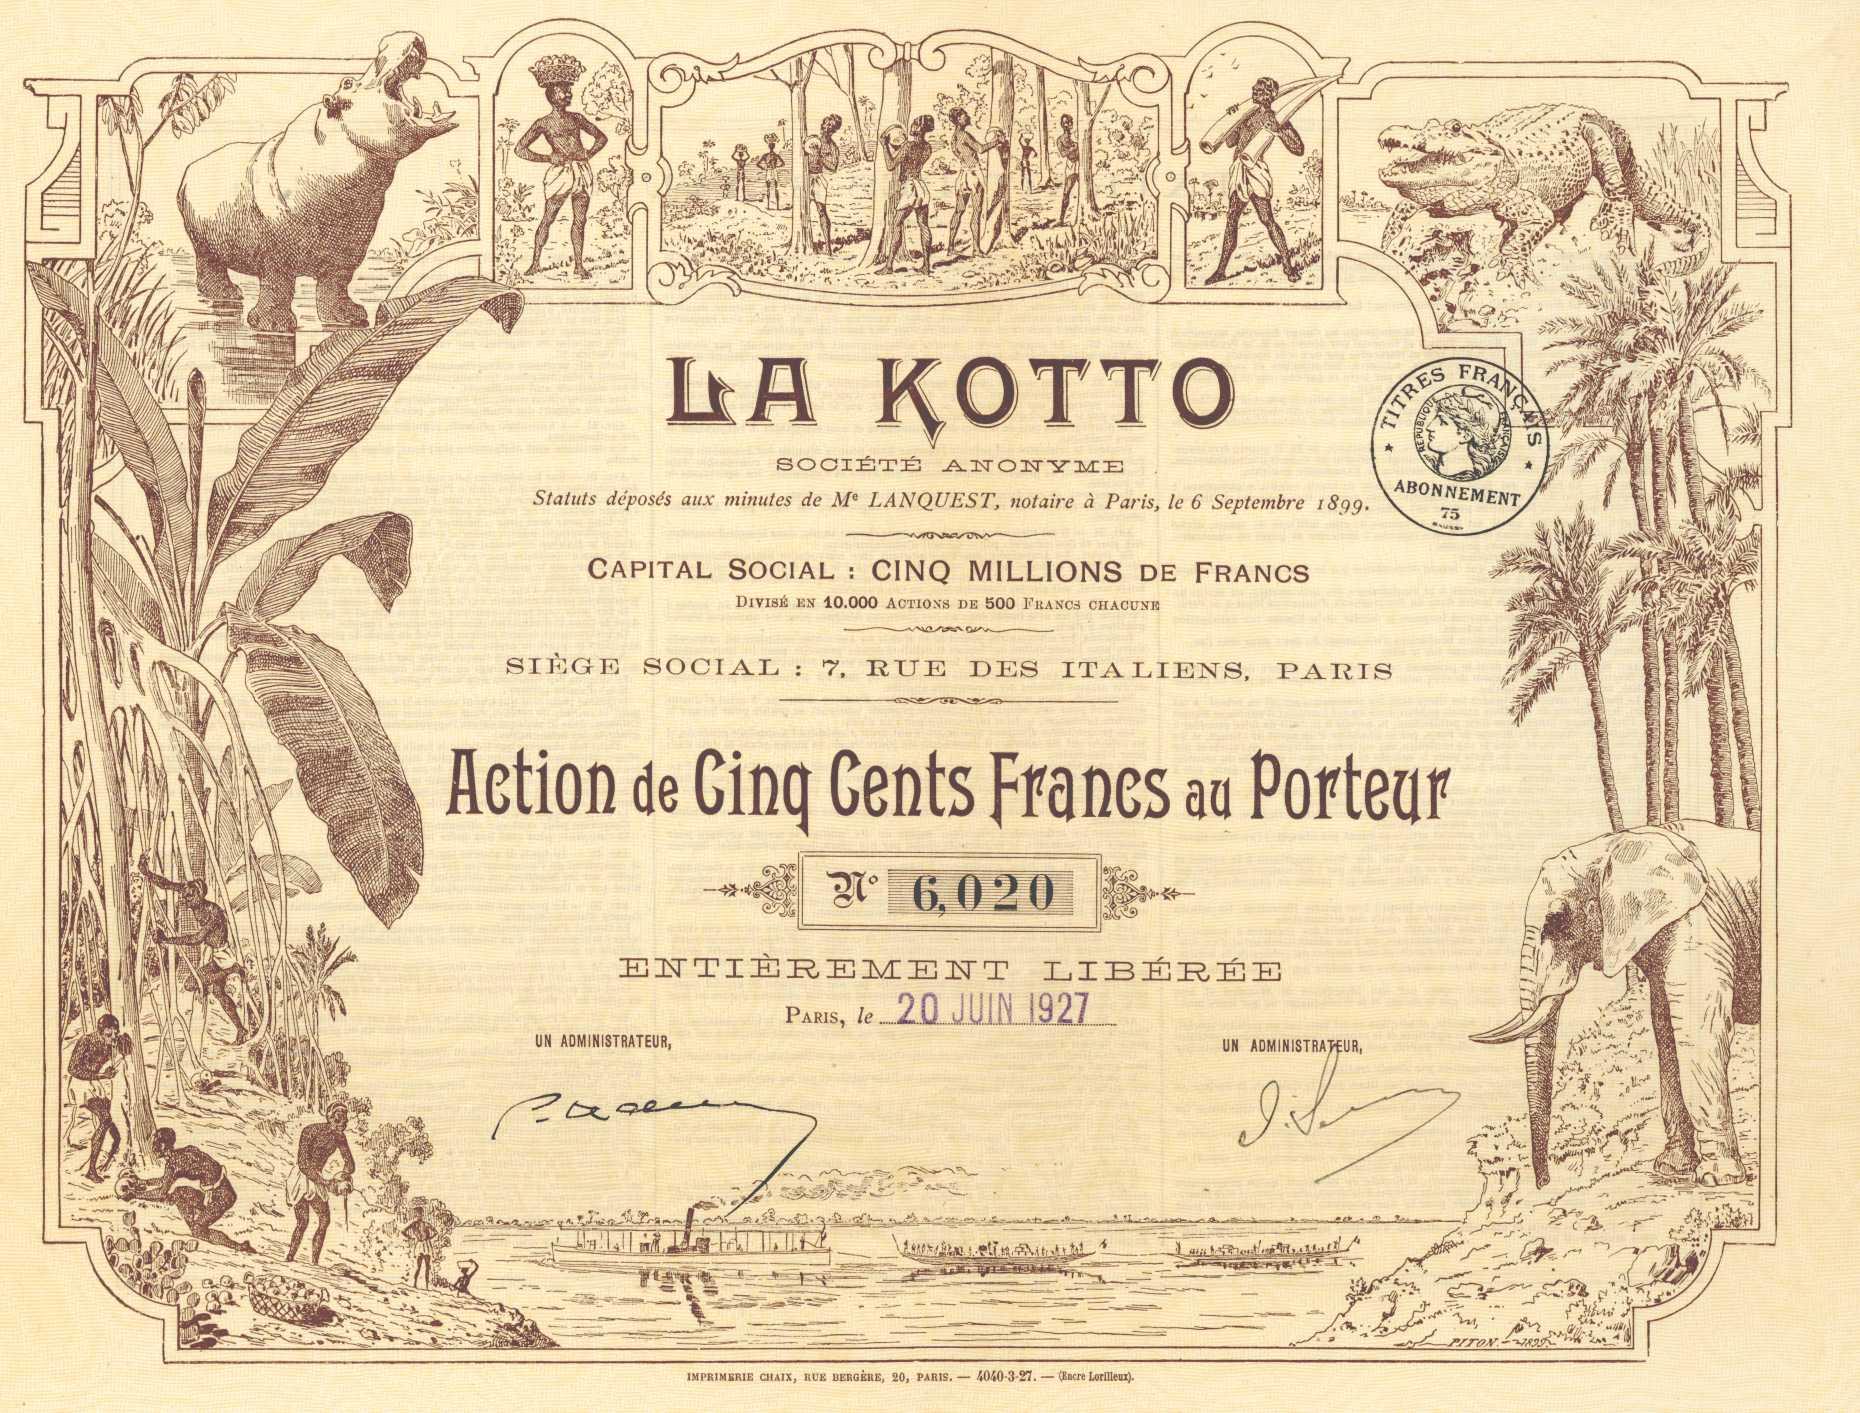 LA KOTTO
SOCIÉTÉ ANONYME
Statuts déposés aux minutes de Me LANQUEST, notaire à Paris, le 6 Septembre 1899.
TITRES FRANÇAIS
RÉPUBLIQUE FRANÇAISE
ABONNEMENT
75
CAPITAL SOCIAL : CINQ MILLIONS DE FRANCS
DIVISÉ EN 10.000 ACTIONS DE 500 FRANCS CHACUNE
SIÈGE SOCIAL : 7, RUE DES ITALIENS, PARIS
Action de Cinq Cents Francs au Porteur
No 6,020
ENTIÈREMENT LIBÉRÉE
PARIS, le 20 JUIN 1927
UN ADMINISTRATEUR, UN ADMINISTRATEUR,
PITON - 1899
IMPRIMERIE CHAIX, RUE BERGÈRE, 20, PARIS. — 4040-3-27. — (Encre Lorilleux).